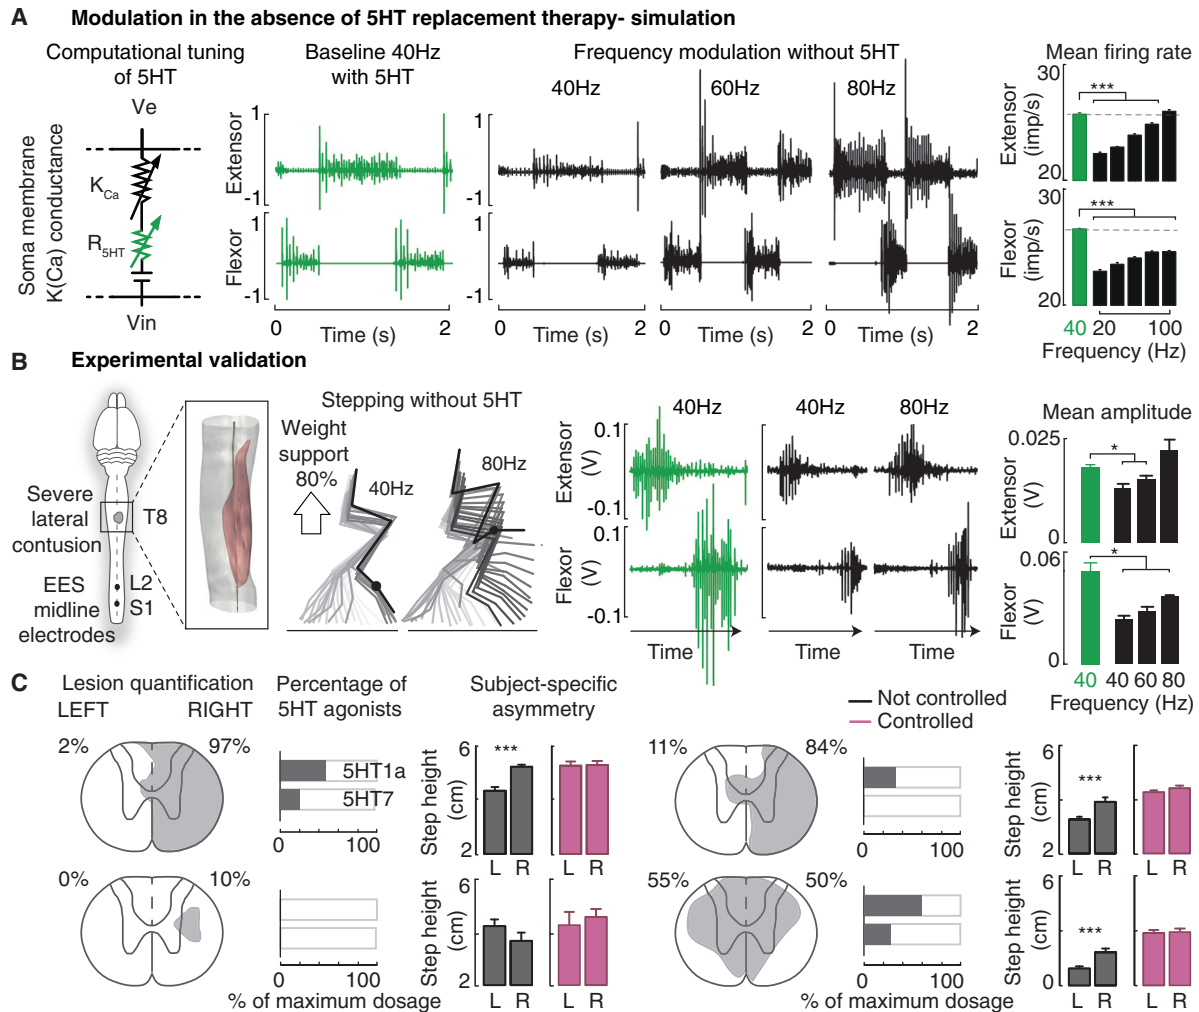 A Modulation in the absence of 5HT replacement therapy- simulation
Computational tuning
of 5HT
Ve
Soma membrane
K(Ca) conductance
KCa
R5HT
Vin
Baseline 40Hz
with 5HT
Frequency modulation without 5HT
40Hz
60Hz
80Hz
Extensor
1
-1
1
-1
Flexor
1
-1
1
-1
0
Time (s)
2
0
Time (s)
2
0
Time (s)
2
0
Time (s)
2
Mean firing rate
Extensor
(imp/s)
30
20
***
Flexor
(imp/s)
30
20
***
40 20 100
Frequency (Hz)
B Experimental validation
Severe
lateral
contusion
T8
EES
midline
electrodes
L2
S1
Stepping without 5HT
Weight
support
80%
40Hz
80Hz
40Hz
40Hz
80Hz
Extensor
(V)
0.1
-0.1
Flexor
(V)
0.1
-0.1
Time
Time
Time
Mean amplitude
Extensor
(V)
0.025
0
*
Flexor
(V)
0.06
0
*
40 40 60 80
Frequency (Hz)
C Lesion quantification
LEFT RIGHT
Percentage of
5HT agonists
Subject-specific
asymmetry
Not controlled
Controlled
2% 97%
5HT1a
5HT7
0 100
Step height
(cm)
6
2
***
L R L R
11% 84%
0 100
Step height
(cm)
6
2
***
L R L R
0% 10%
0 100
% of maximum dosage
Step height
(cm)
6
2
L R L R
55% 50%
0 100
% of maximum dosage
Step height
(cm)
6
0
***
L R L R